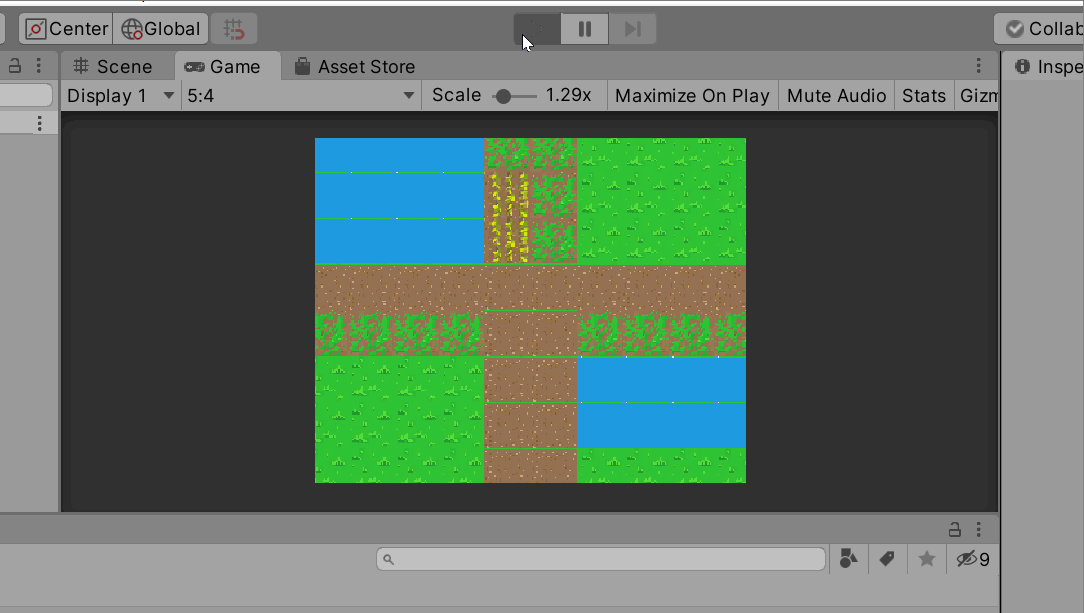 Center Global Collab
Scene Game Asset Store Inspe
Display 1 5:4 Scale 1.29x Maximize On Play Mute Audio Stats Gizm
9